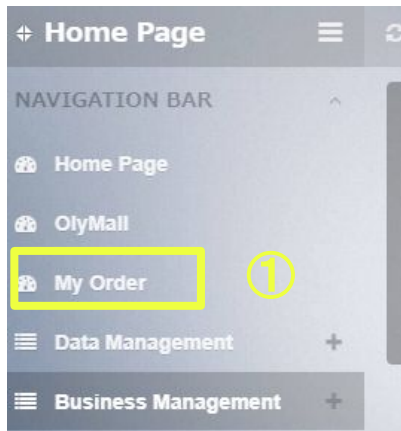 Home Page
NAVIGATION BAR
Home Page
OlyMall
My Order ①
Data Management
Business Management